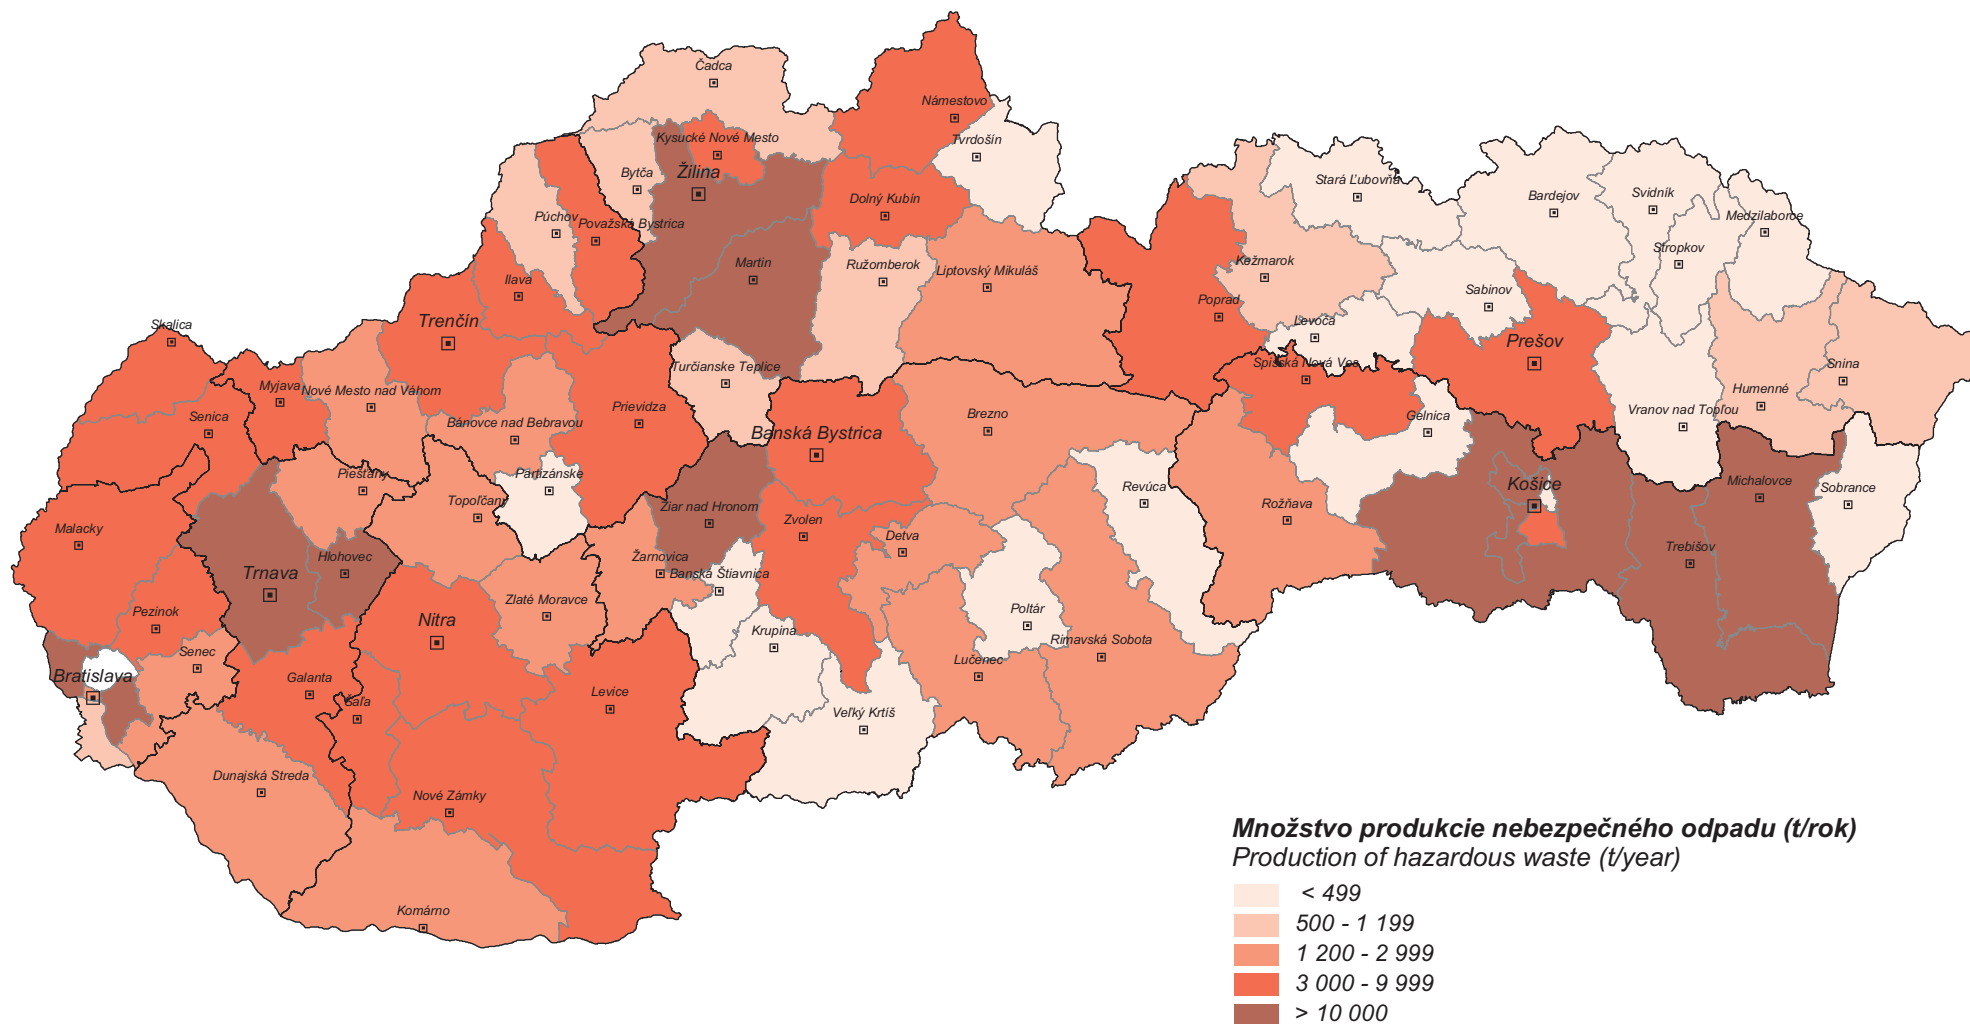 Čadca
Námestovo
Kysucké Nové Mesto
Tvrdošín
Bytča
Žilina
Stará Ľubovňa
Bardejov
Svidník
Medzilaborce
Púchov
Považská Bystrica
Dolný Kubín
Stropkov
Martin
Ružomberok
Liptovský Mikuláš
Kežmarok
Ilava
Sabinov
Poprad
Skalica
Trenčín
Levoča
Prešov
Turčianske Teplice
Spišská Nová Ves
Snina
Myjava
Nové Mesto nad Váhom
Humenné
Senica
Prievidza
Brezno
Gelnica
Vranov nad Topľou
Bánovce nad Bebravou
Banská Bystrica
Piešťany
Partizánske
Topoľčany
Revúca
Košice
Michalovce
Sobrance
Malacky
Žiar nad Hronom
Zvolen
Rožňava
Hlohovec
Detva
Trebišov
Trnava
Žarnovica
Banská Štiavnica
Pezinok
Zlaté Moravce
Poltár
Nitra
Krupina
Rimavská Sobota
Senec
Lučenec
Bratislava
Galanta
Levice
Šaľa
Veľký Krtíš
Dunajská Streda
Nové Zámky
Komárno
Množstvo produkcie nebezpečného odpadu (t/rok)
Production of hazardous waste (t/year)
< 499
500 - 1 199
1 200 - 2 999
3 000 - 9 999
> 10 000